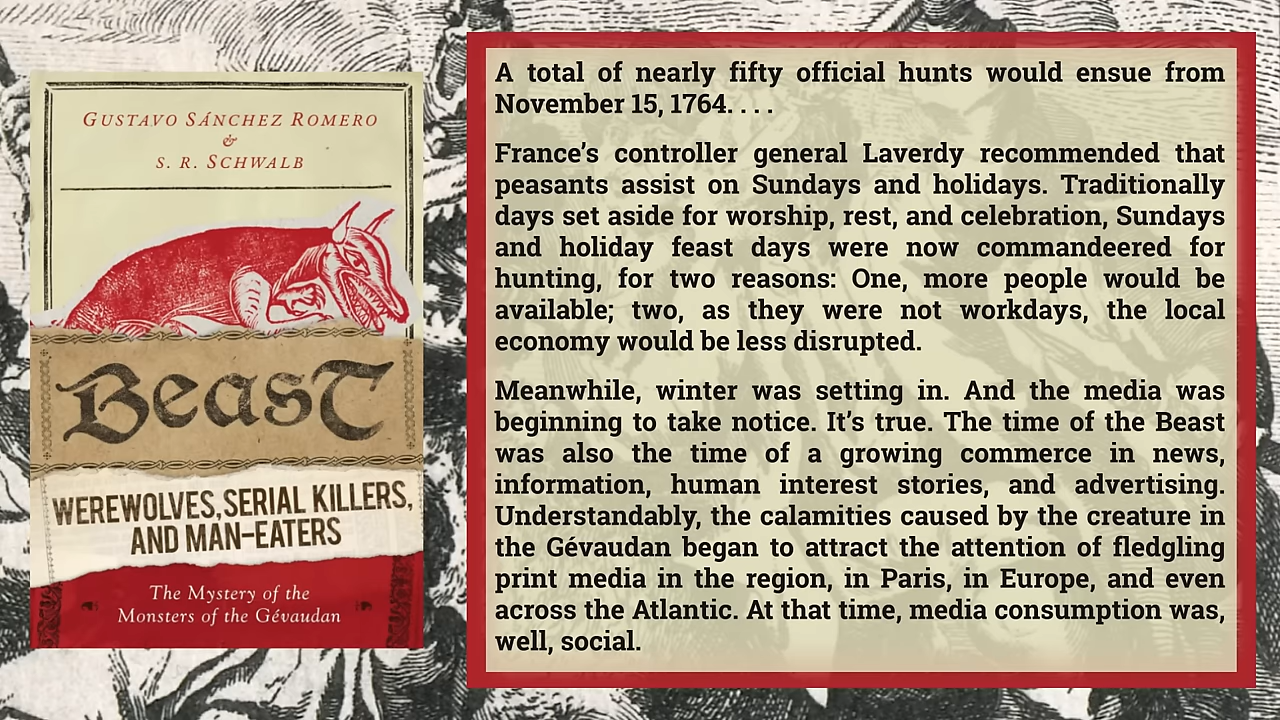 GUSTAVO SÁNCHEZ ROMERO
&
S. R. SCHWALB
Beast
WEREWOLVES, SERIAL KILLERS,
AND MAN-EATERS
The Mystery of the
Monsters of the Gévaudan
A total of nearly fifty official hunts would ensue from
November 15, 1764. . . .
France's controller general Laverdy recommended that
peasants assist on Sundays and holidays. Traditionally
days set aside for worship, rest, and celebration, Sundays
and holiday feast days were now commandeered for
hunting, for two reasons: One, more people would be
available; two, as they were not workdays, the local
economy would be less disrupted.
Meanwhile, winter was setting in. And the media was
beginning to take notice. It's true. The time of the Beast
was also the time of a growing commerce in news,
information, human interest stories, and advertising.
Understandably, the calamities caused by the creature in
the Gévaudan began to attract the attention of fledgling
print media in the region, in Paris, in Europe, and even
across the Atlantic. At that time, media consumption was,
well, social.